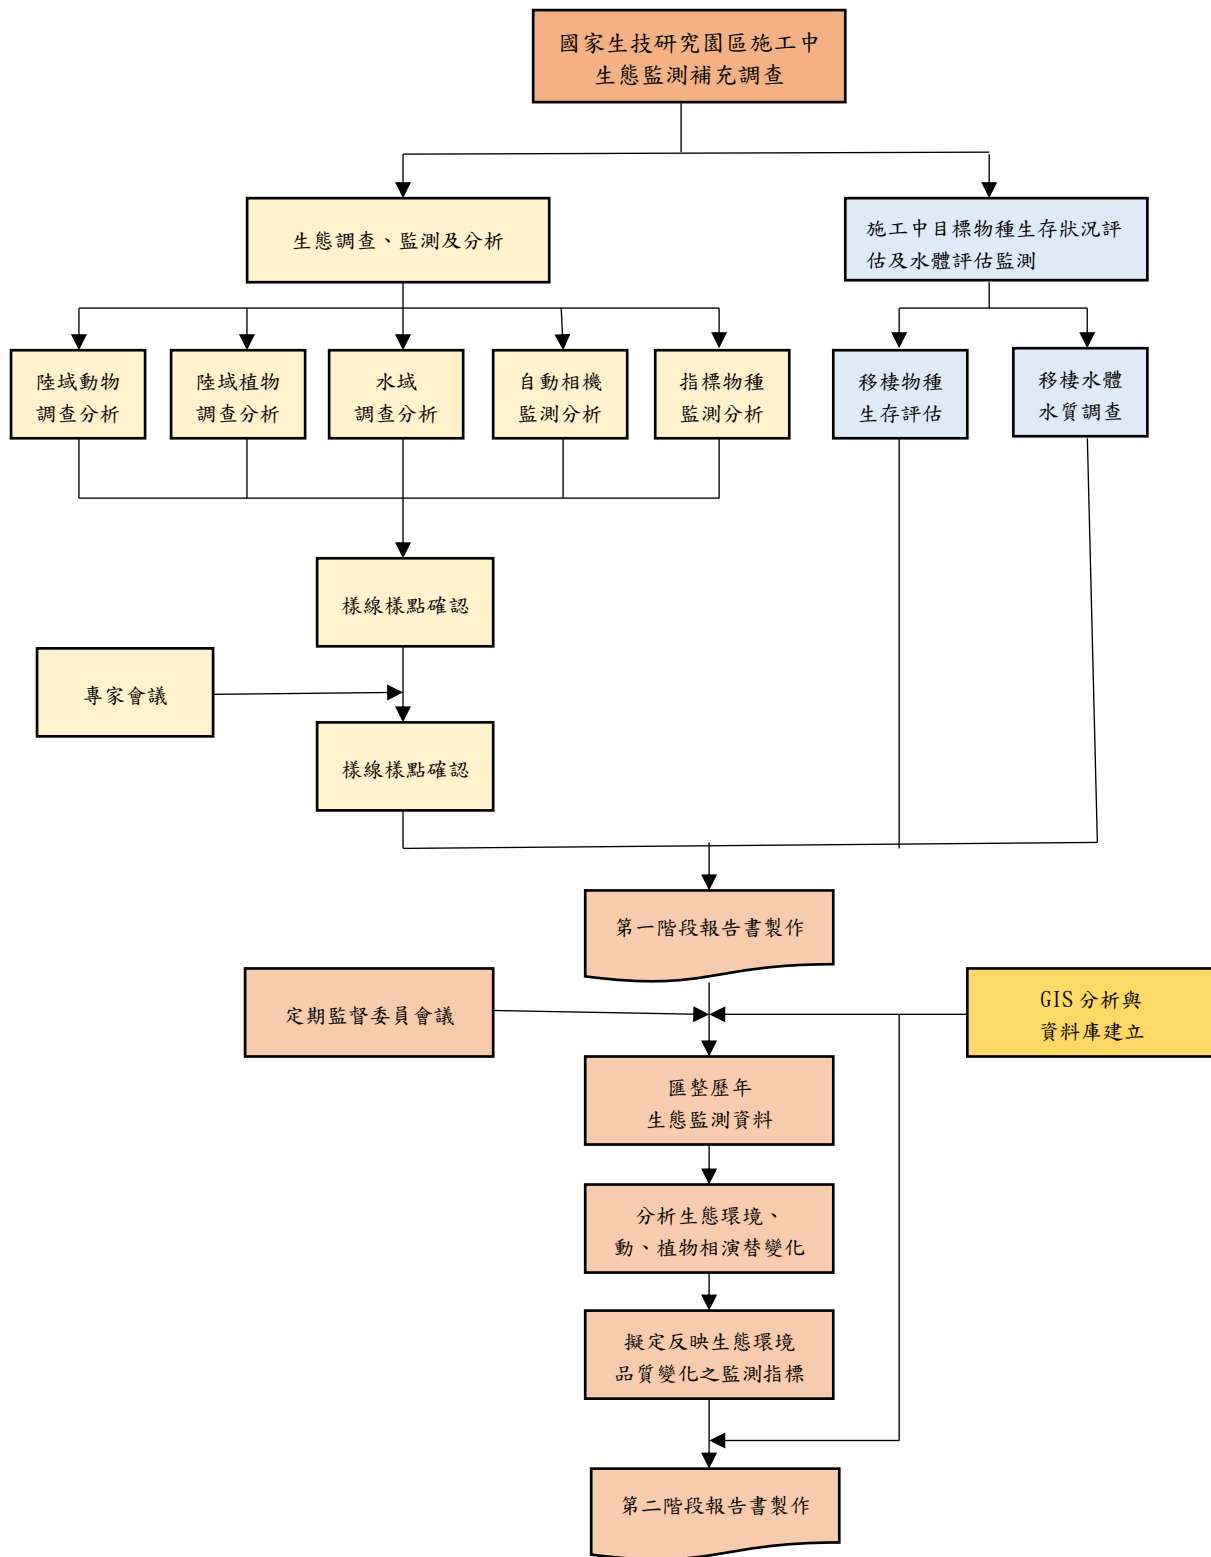 國家生技研究園區施工中
生態監測補充調查
生態調查、監測及分析
施工中目標物種生存狀況評
估及水體評估監測
陸域動物
調查分析
陸域植物
調查分析
水域
調查分析
自動相機
監測分析
指標物種
監測分析
移棲物種
生存評估
移棲水體
水質調查
樣線樣點確認
專家會議
樣線樣點確認
第一階段報告書製作
定期監督委員會議
GIS 分析與
資料庫建立
匯整歷年
生態監測資料
分析生態環境、
動、植物相演替變化
擬定反映生態環境
品質變化之監測指標
第二階段報告書製作